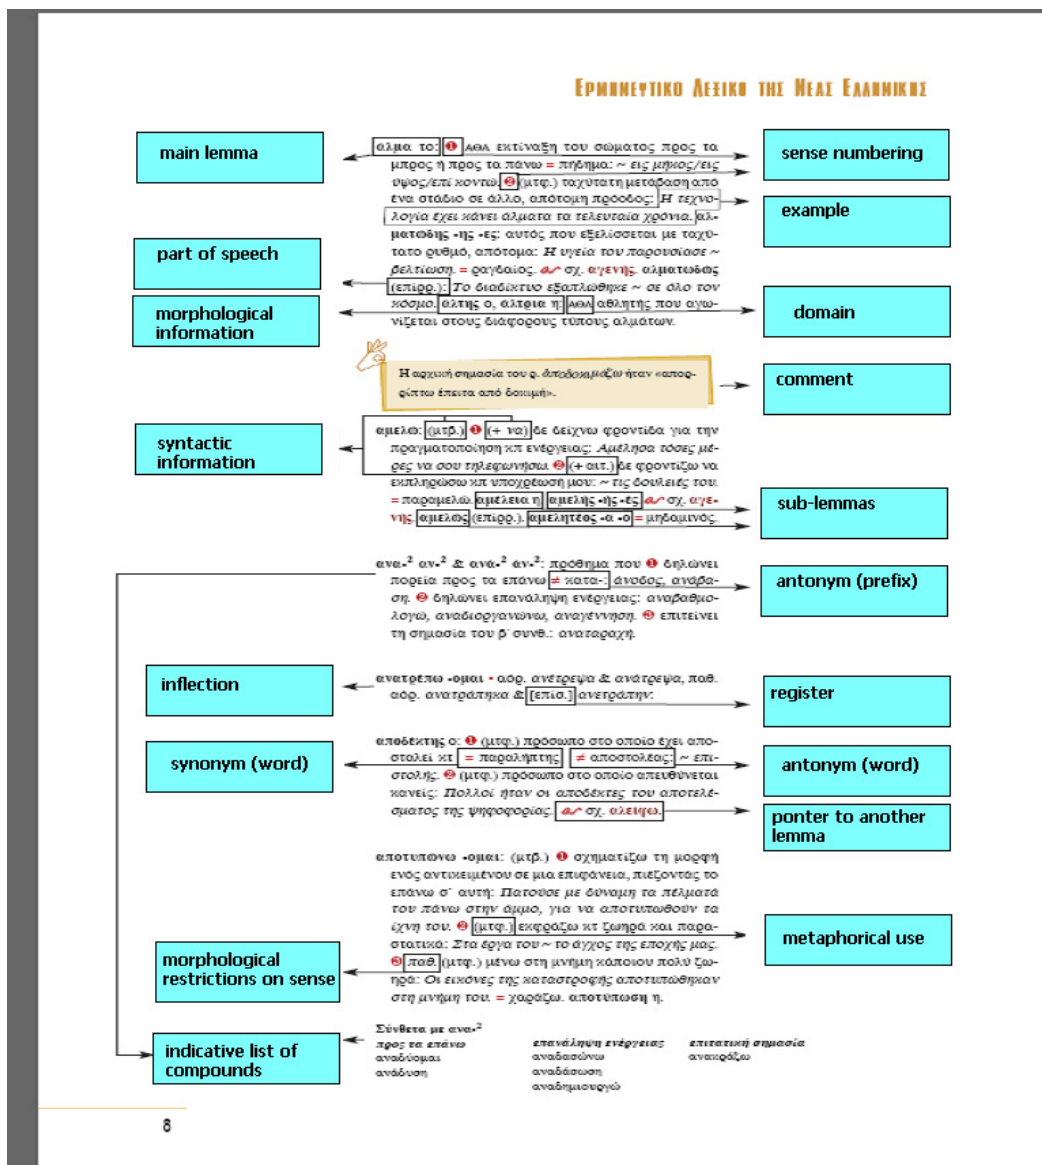 ΕΡΜΗΝΕΥΤΙΚΟ ΛΕΞΙΚΟ ΤΗΣ ΝΕΑΣ ΕΛΛΗΝΙΚΗΣ
main lemma
άλμα το: ❶ ΑΘΛ εκτίναξη του σώματος προς τα
μπρος ή προς τα πάνω = πήδημα: ~ εις μήκος/εις
ύψος/επί κοντώ. ❷ (μτφ.) ταχύτατη μετάβαση από
ένα στάδιο σε άλλο, απότομη πρόοδος: Η τεχνο-
λογία έχει κάνει άλματα τα τελευταία χρόνια. αλ-
ματώδης -ης -ες: αυτός που εξελίσσεται με ταχύ-
τατο ρυθμό, απότομα: Η υγεία του παρουσίασε ~
βελτίωση. = ραγδαίος. σχ. αγενής. αλματωδώς
(επίρρ.): Το διαδίκτυο εξαπλώθηκε ~ σε όλο τον
κόσμο. άλτης ο, άλτρια η: ΑΘΛ αθλητής που αγω-
νίζεται στους διάφορους τύπους αλμάτων.
sense numbering
example
part of speech
morphological
information
domain
Η αρχική σημασία του ρ. ἀποδοκιμάζω ήταν «απορ-
ρίπτω έπειτα από δοκιμή».
comment
syntactic
information
αμελώ: (μτβ.) ❶ (+ να) δε δείχνω φροντίδα για την
πραγματοποίηση κπ ενέργειας: Αμέλησα τόσες μέ-
ρες να σου τηλεφωνήσω. ❷ (+ αιτ.) δε φροντίζω να
εκπληρώσω κπ υποχρέωσή μου: ~ τις δουλειές του.
= παραμελώ. αμέλεια η. αμελής -ής -ές σχ. αγε-
νής. αμελώς (επίρρ.). αμελητέος -α -ο = μηδαμινός.
sub-lemmas
ανα-² αν-² & ανά-² άν-²: πρόθημα που ❶ δηλώνει
πορεία προς τα επάνω ≠ κατα-: άνοδος, ανάβα-
ση. ❷ δηλώνει επανάληψη ενέργειας: αναβαθμο-
λογώ, αναδιοργανώνω, αναγέννηση. ❸ επιτείνει
τη σημασία του β΄ συνθ.: αναταραχή.
antonym (prefix)
inflection
ανατρέπω -ομαι • αόρ. ανέτρεψα & ανάτρεψα, παθ.
αόρ. ανατράπηκα & [επίσ.] ανετράπην:
register
synonym (word)
αποδέκτης ο: ❶ (μτφ.) πρόσωπο στο οποίο έχει απο-
σταλεί κτ = παραλήπτης ≠ αποστολέας: ~ επι-
στολής. ❷ (μτφ.) πρόσωπο στο οποίο απευθύνεται
κανείς: Πολλοί ήταν οι αποδέκτες του αποτελέ-
σματος της ψηφοφορίας. σχ. αλείφω.
antonym (word)
ponter to another
lemma
αποτυπώνω -ομαι: (μτβ.) ❶ σχηματίζω τη μορφή
ενός αντικειμένου σε μια επιφάνεια, πιέζοντάς το
επάνω σ΄ αυτή: Πατούσε με δύναμη τα πέλματά
του πάνω στην άμμο, για να αποτυπωθούν τα
ίχνη του. ❷ (μτφ.) εκφράζω κτ ζωηρά και παρα-
στατικά: Στα έργα του ~ το άγχος της εποχής μας.
❸ παθ. (μτφ.) μένω στη μνήμη κάποιου πολύ ζω-
ηρά: Οι εικόνες της καταστροφής αποτυπώθηκαν
στη μνήμη του. = χαράζω. αποτύπωση η.
metaphorical use
morphological
restrictions on sense
indicative list of
compounds
Σύνθετα με ανα-²
προς τα επάνω
αναδύομαι
ανάδυση
επανάληψη ενέργειας
αναδασώνω
αναδάσωση
αναδημιουργώ
επιτατική σημασία
ανακράζω
8